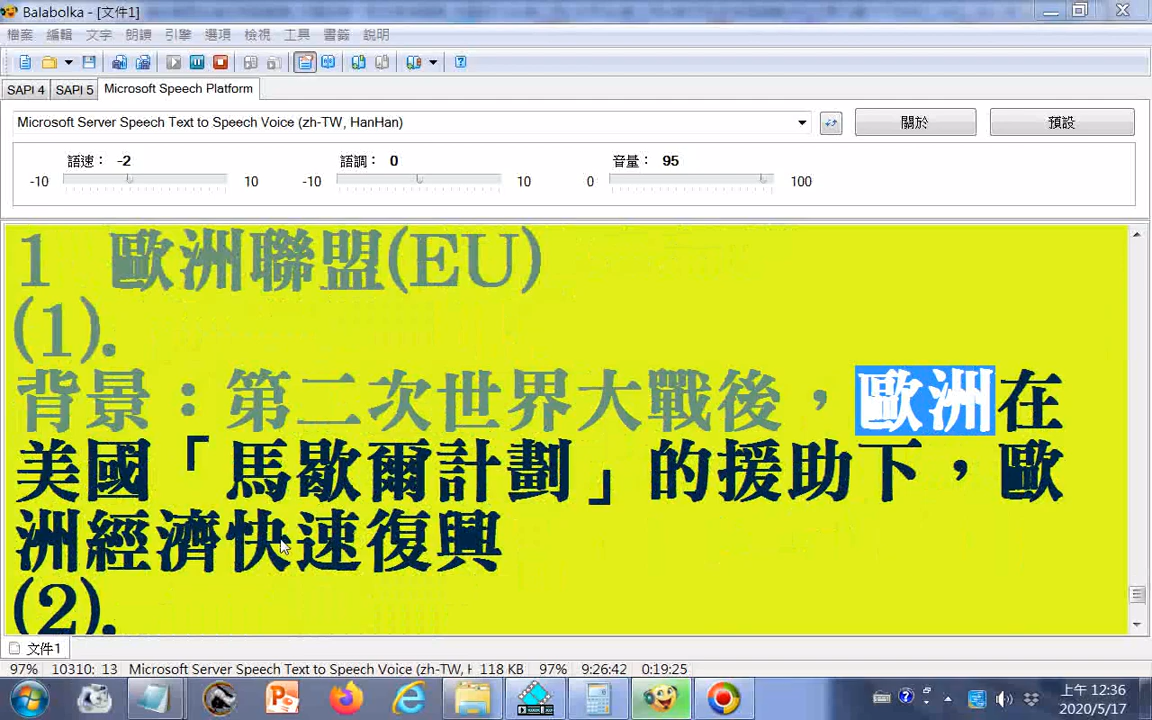 Balabolka - [文件1]
檔案 編輯 文字 朗讀 引擎 選項 檢視 工具 書籤 說明
SAPI 4 SAPI 5 Microsoft Speech Platform
Microsoft Server Speech Text to Speech Voice (zh-TW, HanHan) 關於 預設
語速： -2 語調： 0 音量： 95
-10 10 -10 10 0 100
1 歐洲聯盟(EU)
(1).
背景：第二次世界大戰後，歐洲在
美國「馬歇爾計劃」的援助下，歐
洲經濟快速復興
(2).
文件1
97% 10310: 13 Microsoft Server Speech Text to Speech Voice (zh-TW, H 118 KB 97% 9:26:42 0:19:25
上午 12:36
2020/5/17